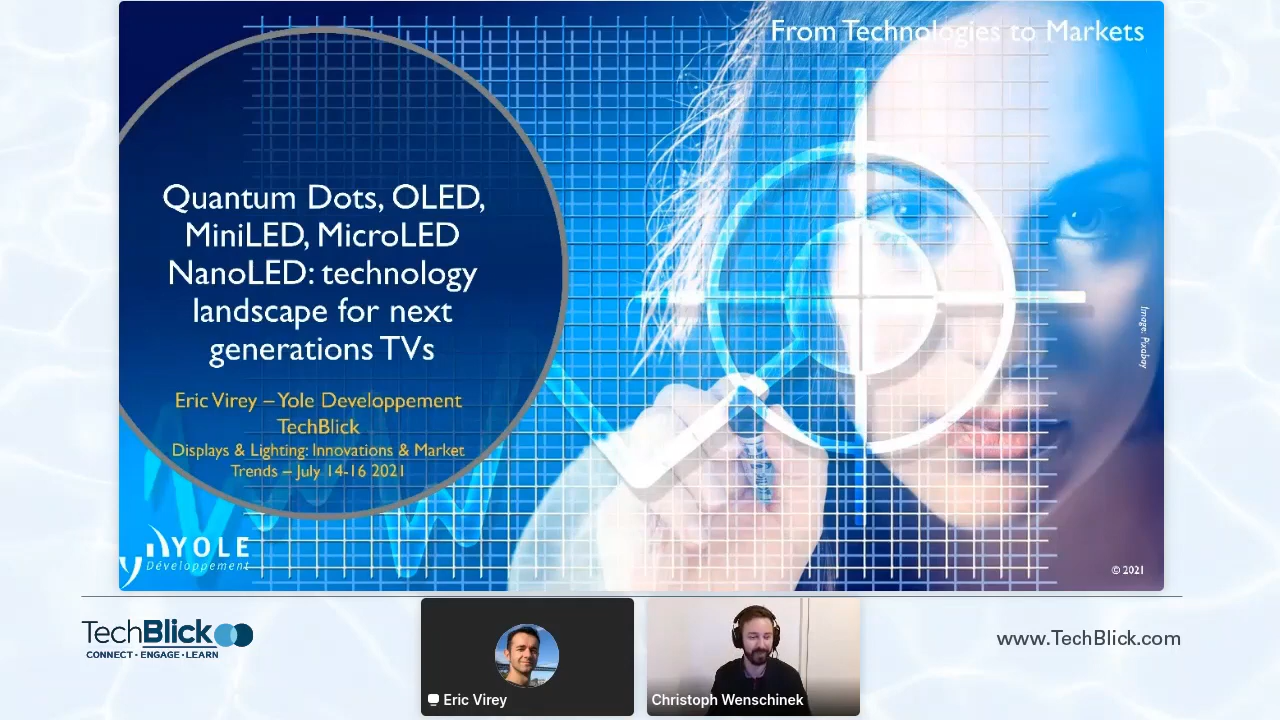 From Technologies to Markets
Quantum Dots, OLED,
MiniLED, MicroLED
NanoLED: technology
landscape for next
generations TVs
Eric Virey – Yole Developpement
TechBlick
Displays & Lighting: Innovations & Market
Trends – July 14-16 2021
Image: Pixabay
YOLE
Développement
© 2021
TechBlick
CONNECT • ENGAGE • LEARN
Eric Virey
Christoph Wenschinek
www.TechBlick.com